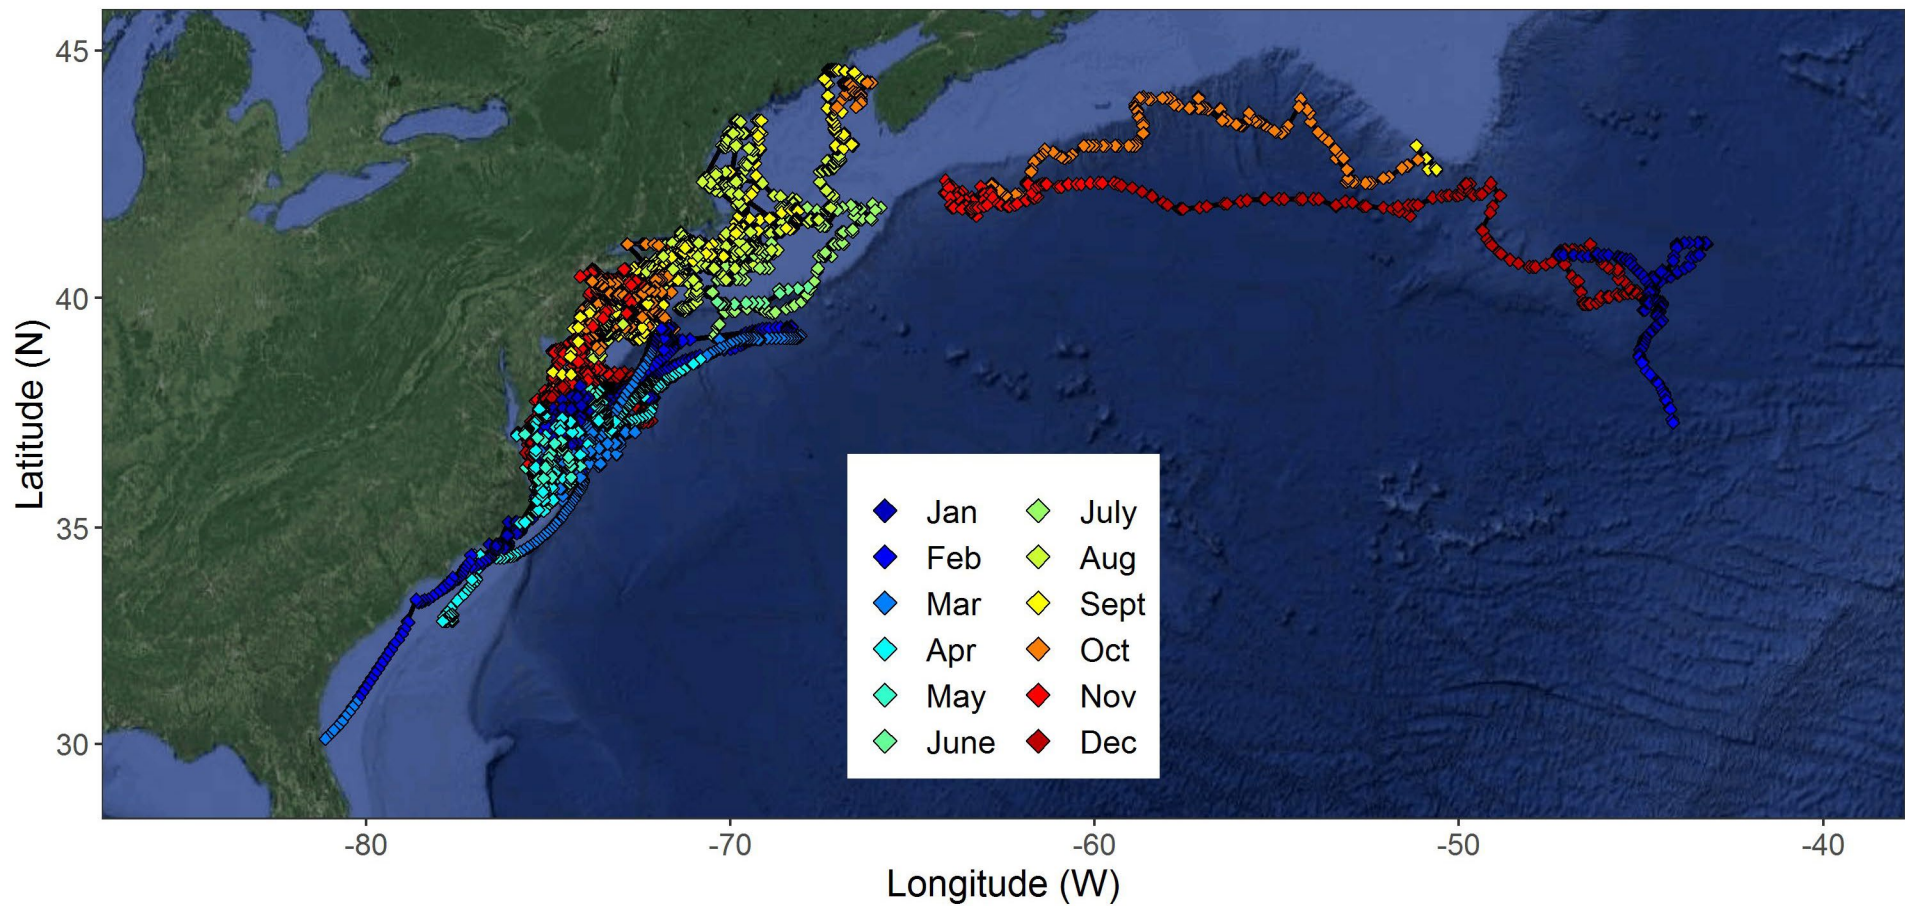 45
40
35
30
Latitude (N)
Jan
Feb
Mar
Apr
May
June
July
Aug
Sept
Oct
Nov
Dec
-80
-70
-60
-50
-40
Longitude (W)